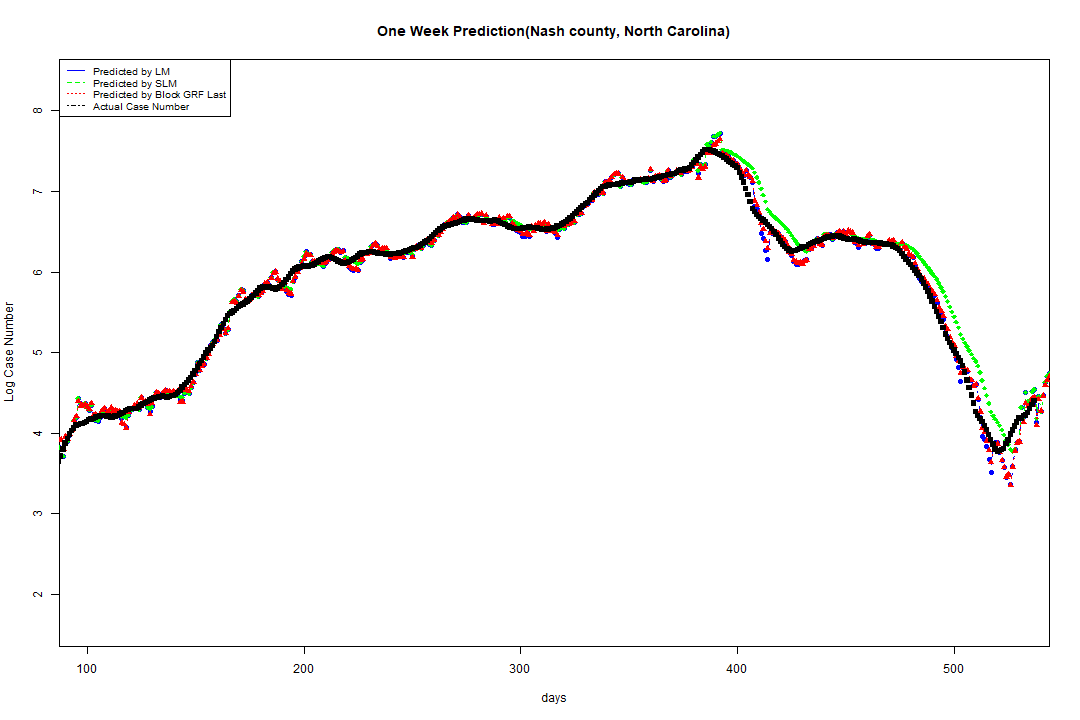 One Week Prediction(Nash county, North Carolina)
Predicted by LM
Predicted by SLM
Predicted by Block GRF Last
Actual Case Number
Log Case Number
8
7
6
5
4
3
2
100 200 300 400 500
days